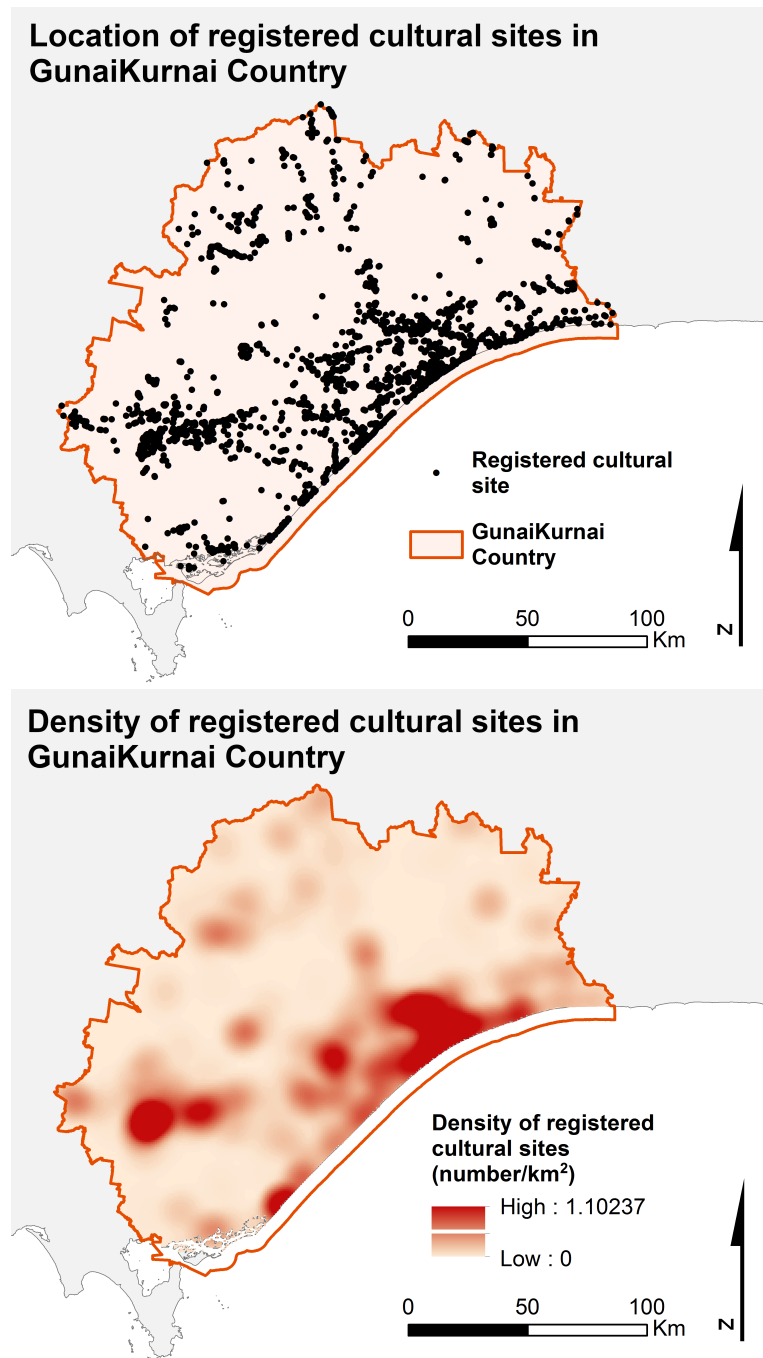 Location of registered cultural sites in
GunaiKurnai Country
Registered cultural
site
GunaiKurnai
Country
0 50 100
Km
N
Density of registered cultural sites in
GunaiKurnai Country
Density of registered
cultural sites
(number/km²)
High : 1.10237
Low : 0
0 50 100
Km
N